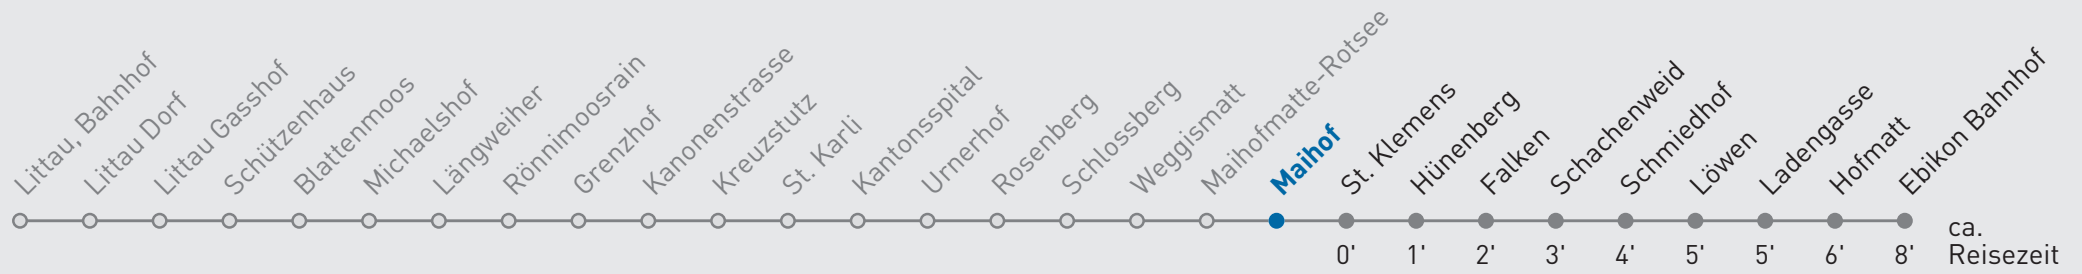 Littau, Bahnhof
Littau Dorf
Littau Gasshof
Schützenhaus
Blattenmoos
Michaelshof
Längweiher
Rönnimoosrain
Grenzhof
Kanonenstrasse
Kreuzstutz
St. Karli
Kantonsspital
Urnerhof
Rosenberg
Schlossberg
Weggismatt
Maihofmatte-Rotsee
Maihof
St. Klemens
Hünenberg
Falken
Schachenweid
Schmiedhof
Löwen
Ladengasse
Hofmatt
Ebikon Bahnhof
ca.
0' 1' 2' 3' 4' 5' 5' 6' 8' Reisezeit